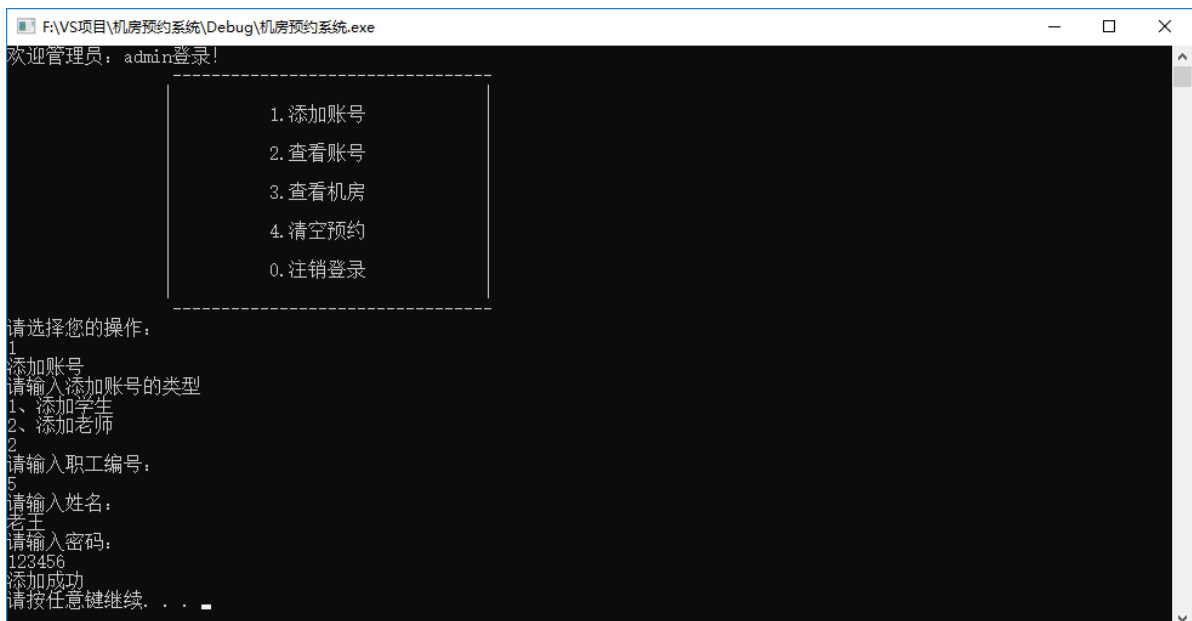 F:\VS项目\机房预约系统\Debug\机房预约系统.exe
欢迎管理员：admin登录！
---------------------------------
1.添加账号
2.查看账号
3.查看机房
4.清空预约
0.注销登录
---------------------------------
请选择您的操作：
1
添加账号
请输入添加账号的类型
1、添加学生
2、添加老师
2
请输入职工编号：
5
请输入姓名：
老王
请输入密码：
123456
添加成功
请按任意键继续. . .